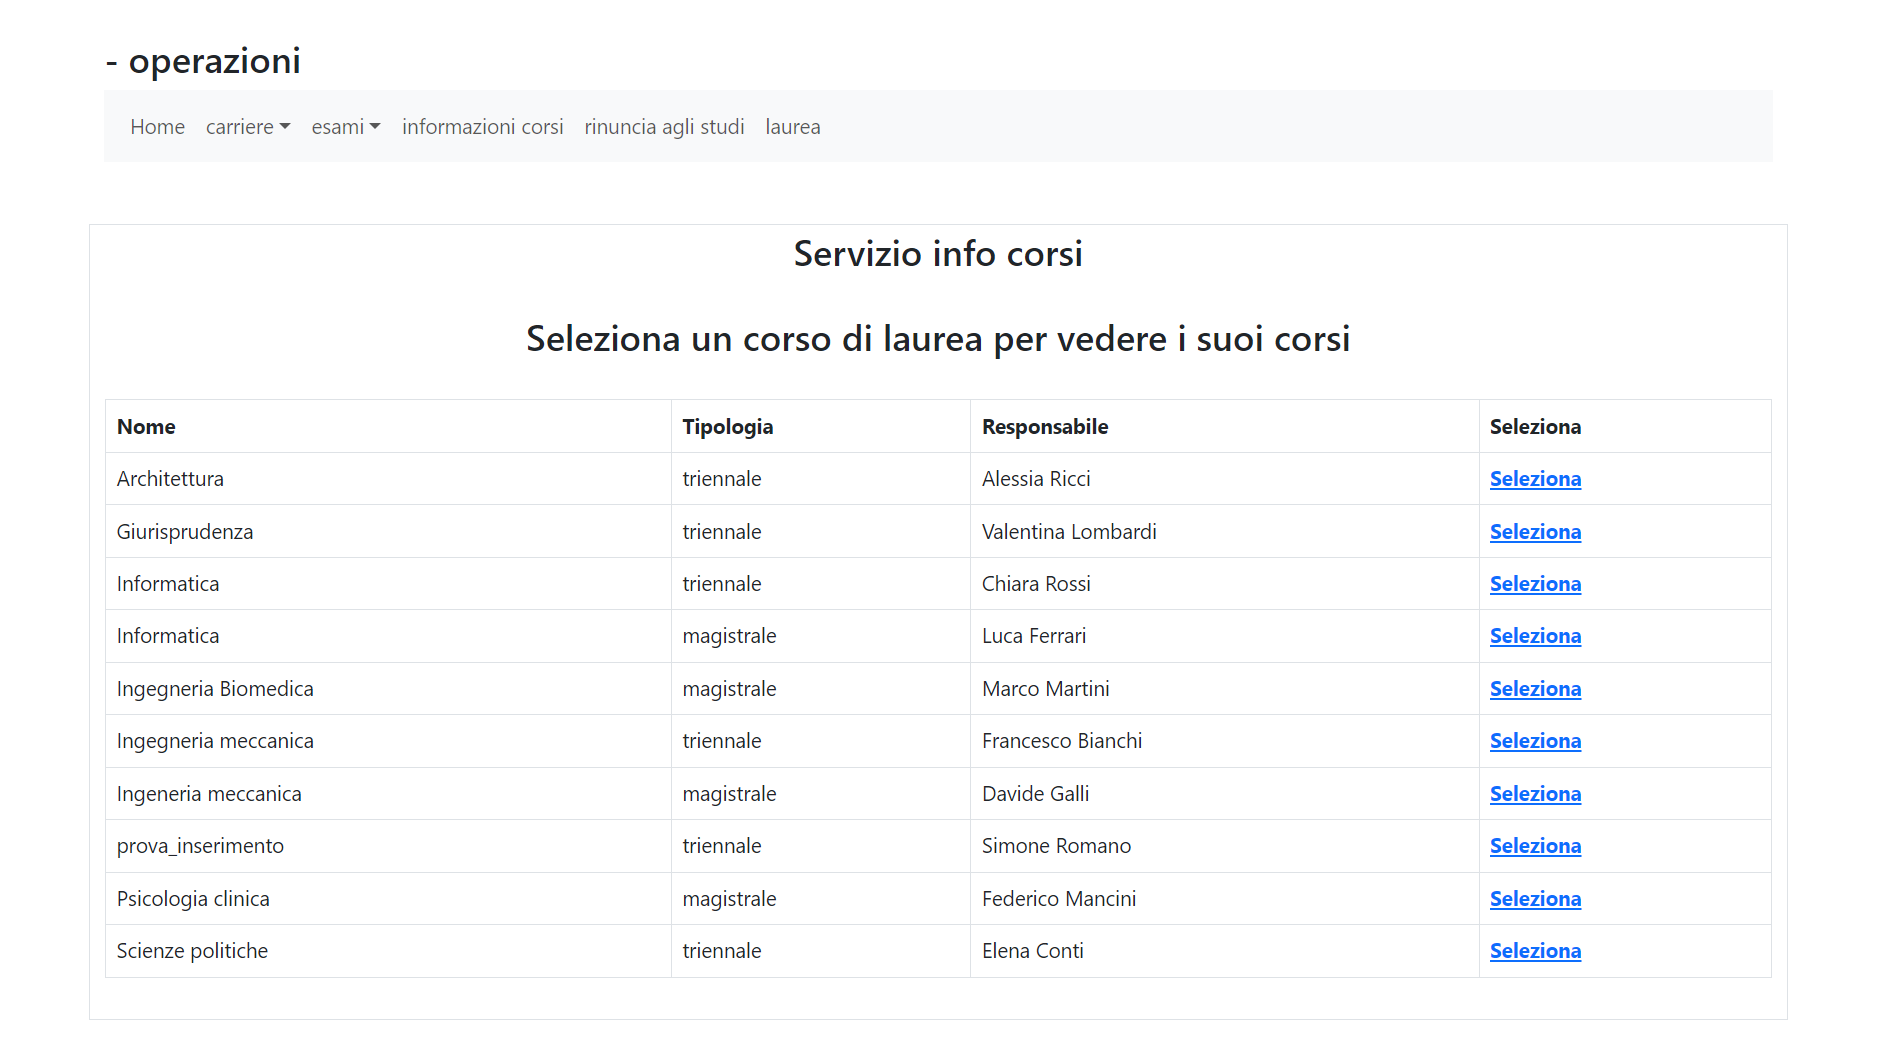 - operazioni
Home carriere esami informazioni corsi rinuncia agli studi laurea
Servizio info corsi
Seleziona un corso di laurea per vedere i suoi corsi
Nome Tipologia Responsabile Seleziona
Architettura triennale Alessia Ricci Seleziona
Giurisprudenza triennale Valentina Lombardi Seleziona
Informatica triennale Chiara Rossi Seleziona
Informatica magistrale Luca Ferrari Seleziona
Ingegneria Biomedica magistrale Marco Martini Seleziona
Ingegneria meccanica triennale Francesco Bianchi Seleziona
Ingeneria meccanica magistrale Davide Galli Seleziona
prova_inserimento triennale Simone Romano Seleziona
Psicologia clinica magistrale Federico Mancini Seleziona
Scienze politiche triennale Elena Conti Seleziona